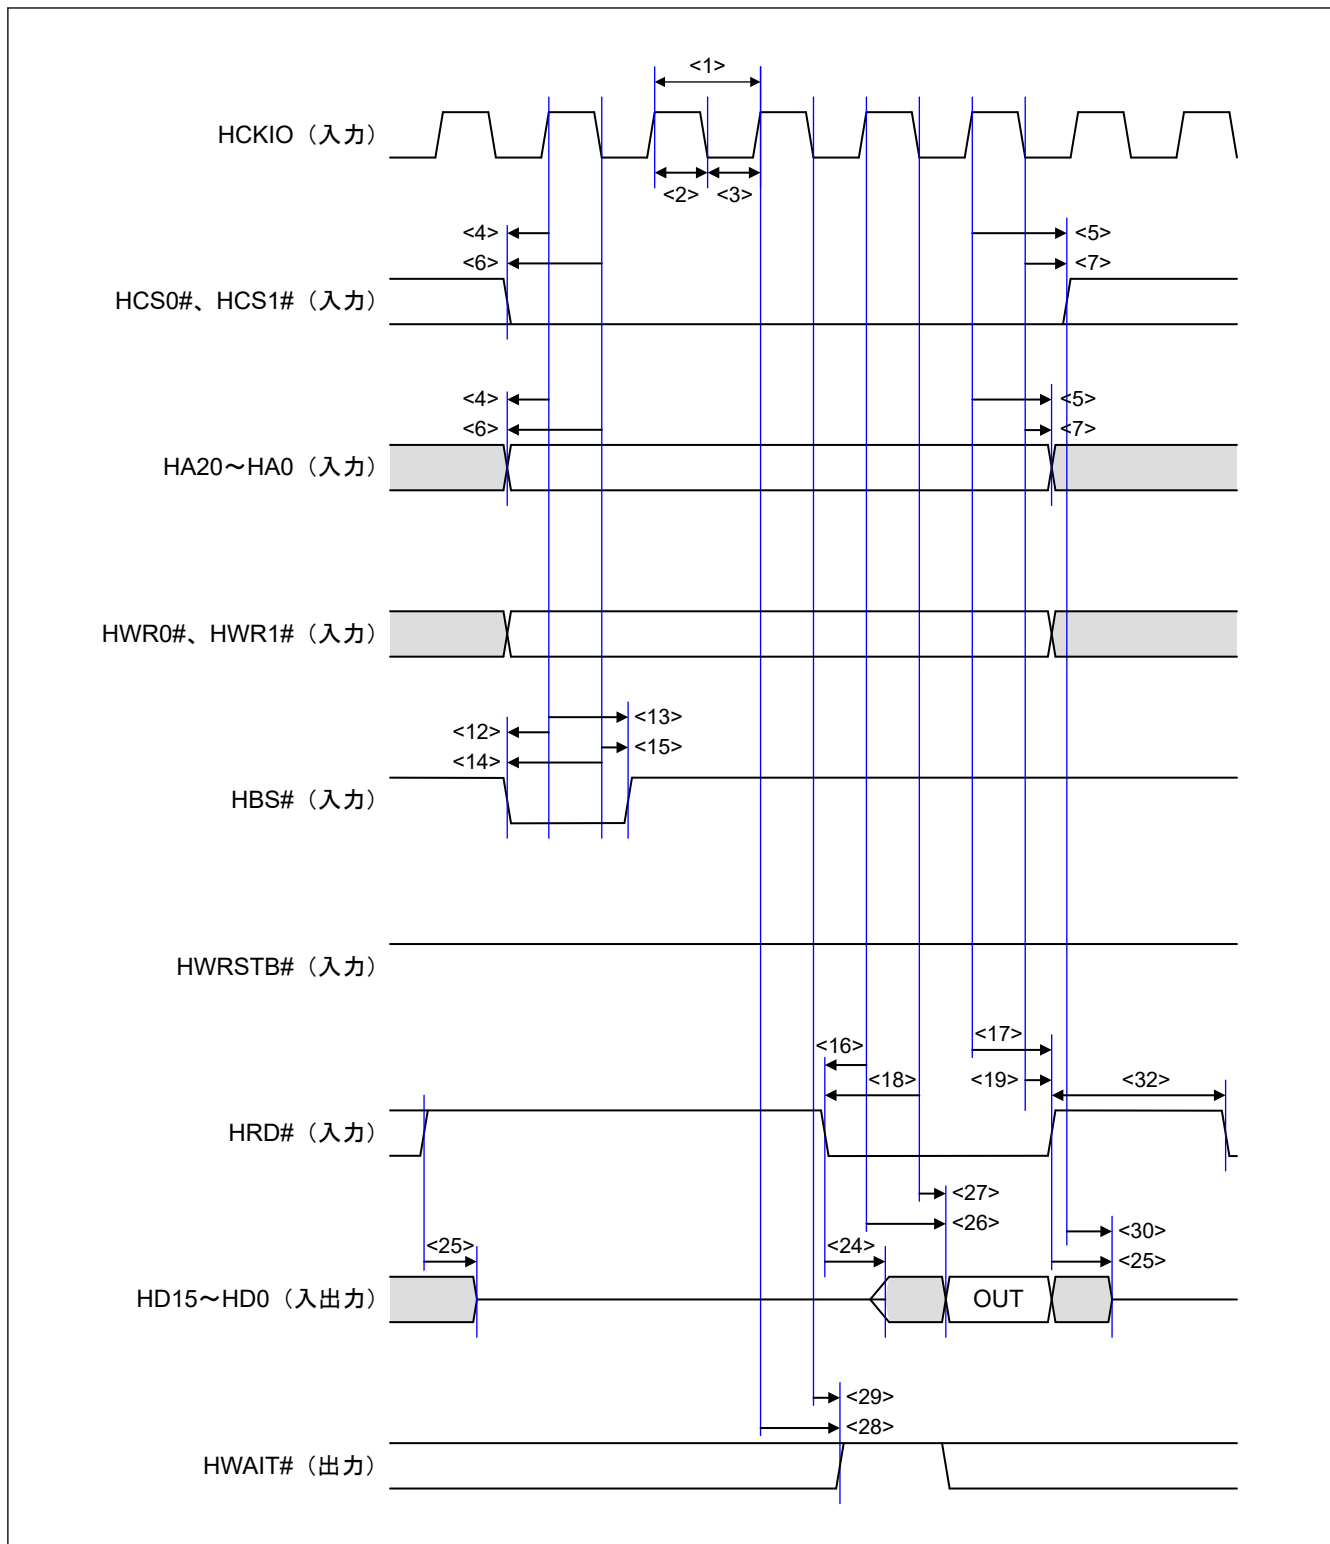 <1>
HCKIO（入力）
<2> <3>
<4> <5>
<6> <7>
HCS0#、HCS1#（入力）
<4> <5>
<6> <7>
HA20～HA0（入力）
HWR0#、HWR1#（入力）
<13>
<12>
<15>
<14>
HBS#（入力）
HWRSTB#（入力）
<17>
<16>
<18> <19> <32>
HRD#（入力）
<27>
<26>
<30>
<25> <24> <25>
HD15～HD0（入出力） OUT
<29>
<28>
HWAIT#（出力）